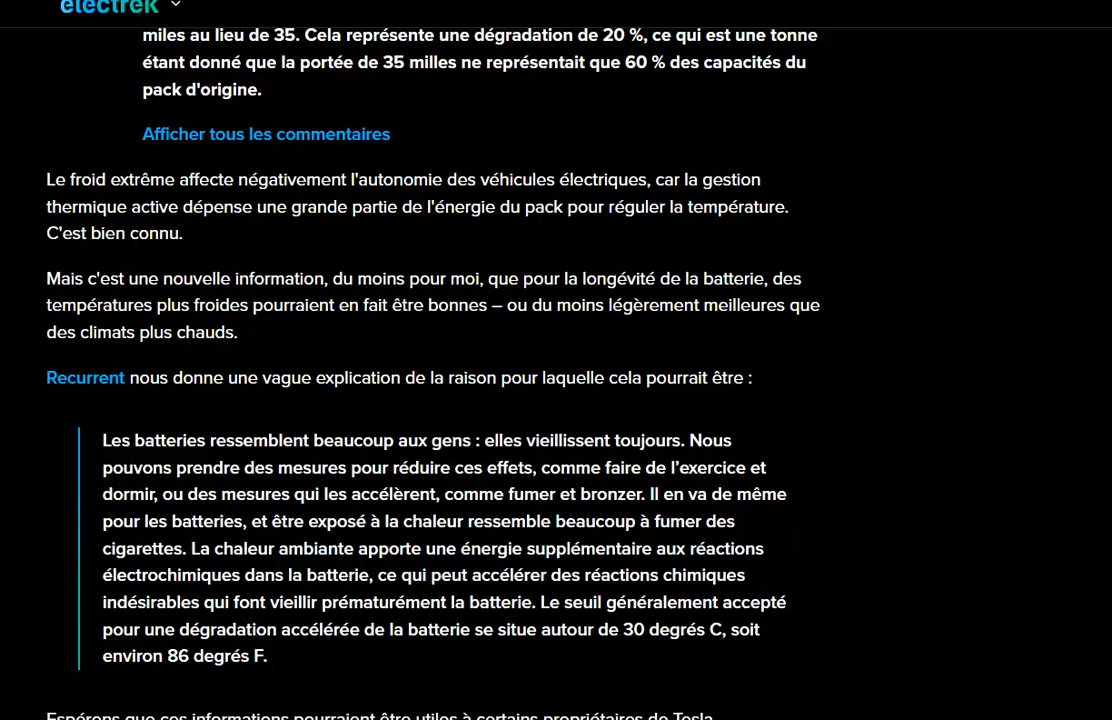 electrek
miles au lieu de 35. Cela représente une dégradation de 20 %, ce qui est une tonne
étant donné que la portée de 35 milles ne représentait que 60 % des capacités du
pack d'origine.
Afficher tous les commentaires
Le froid extrême affecte négativement l'autonomie des véhicules électriques, car la gestion
thermique active dépense une grande partie de l'énergie du pack pour réguler la température.
C'est bien connu.
Mais c'est une nouvelle information, du moins pour moi, que pour la longévité de la batterie, des
températures plus froides pourraient en fait être bonnes – ou du moins légèrement meilleures que
des climats plus chauds.
Recurrent nous donne une vague explication de la raison pour laquelle cela pourrait être :
Les batteries ressemblent beaucoup aux gens : elles vieillissent toujours. Nous
pouvons prendre des mesures pour réduire ces effets, comme faire de l’exercice et
dormir, ou des mesures qui les accélèrent, comme fumer et bronzer. Il en va de même
pour les batteries, et être exposé à la chaleur ressemble beaucoup à fumer des
cigarettes. La chaleur ambiante apporte une énergie supplémentaire aux réactions
électrochimiques dans la batterie, ce qui peut accélérer des réactions chimiques
indésirables qui font vieillir prématurément la batterie. Le seuil généralement accepté
pour une dégradation accélérée de la batterie se situe autour de 30 degrés C, soit
environ 86 degrés F.
Espérons que ces informations pourraient être utiles à certains propriétaires de Tesla